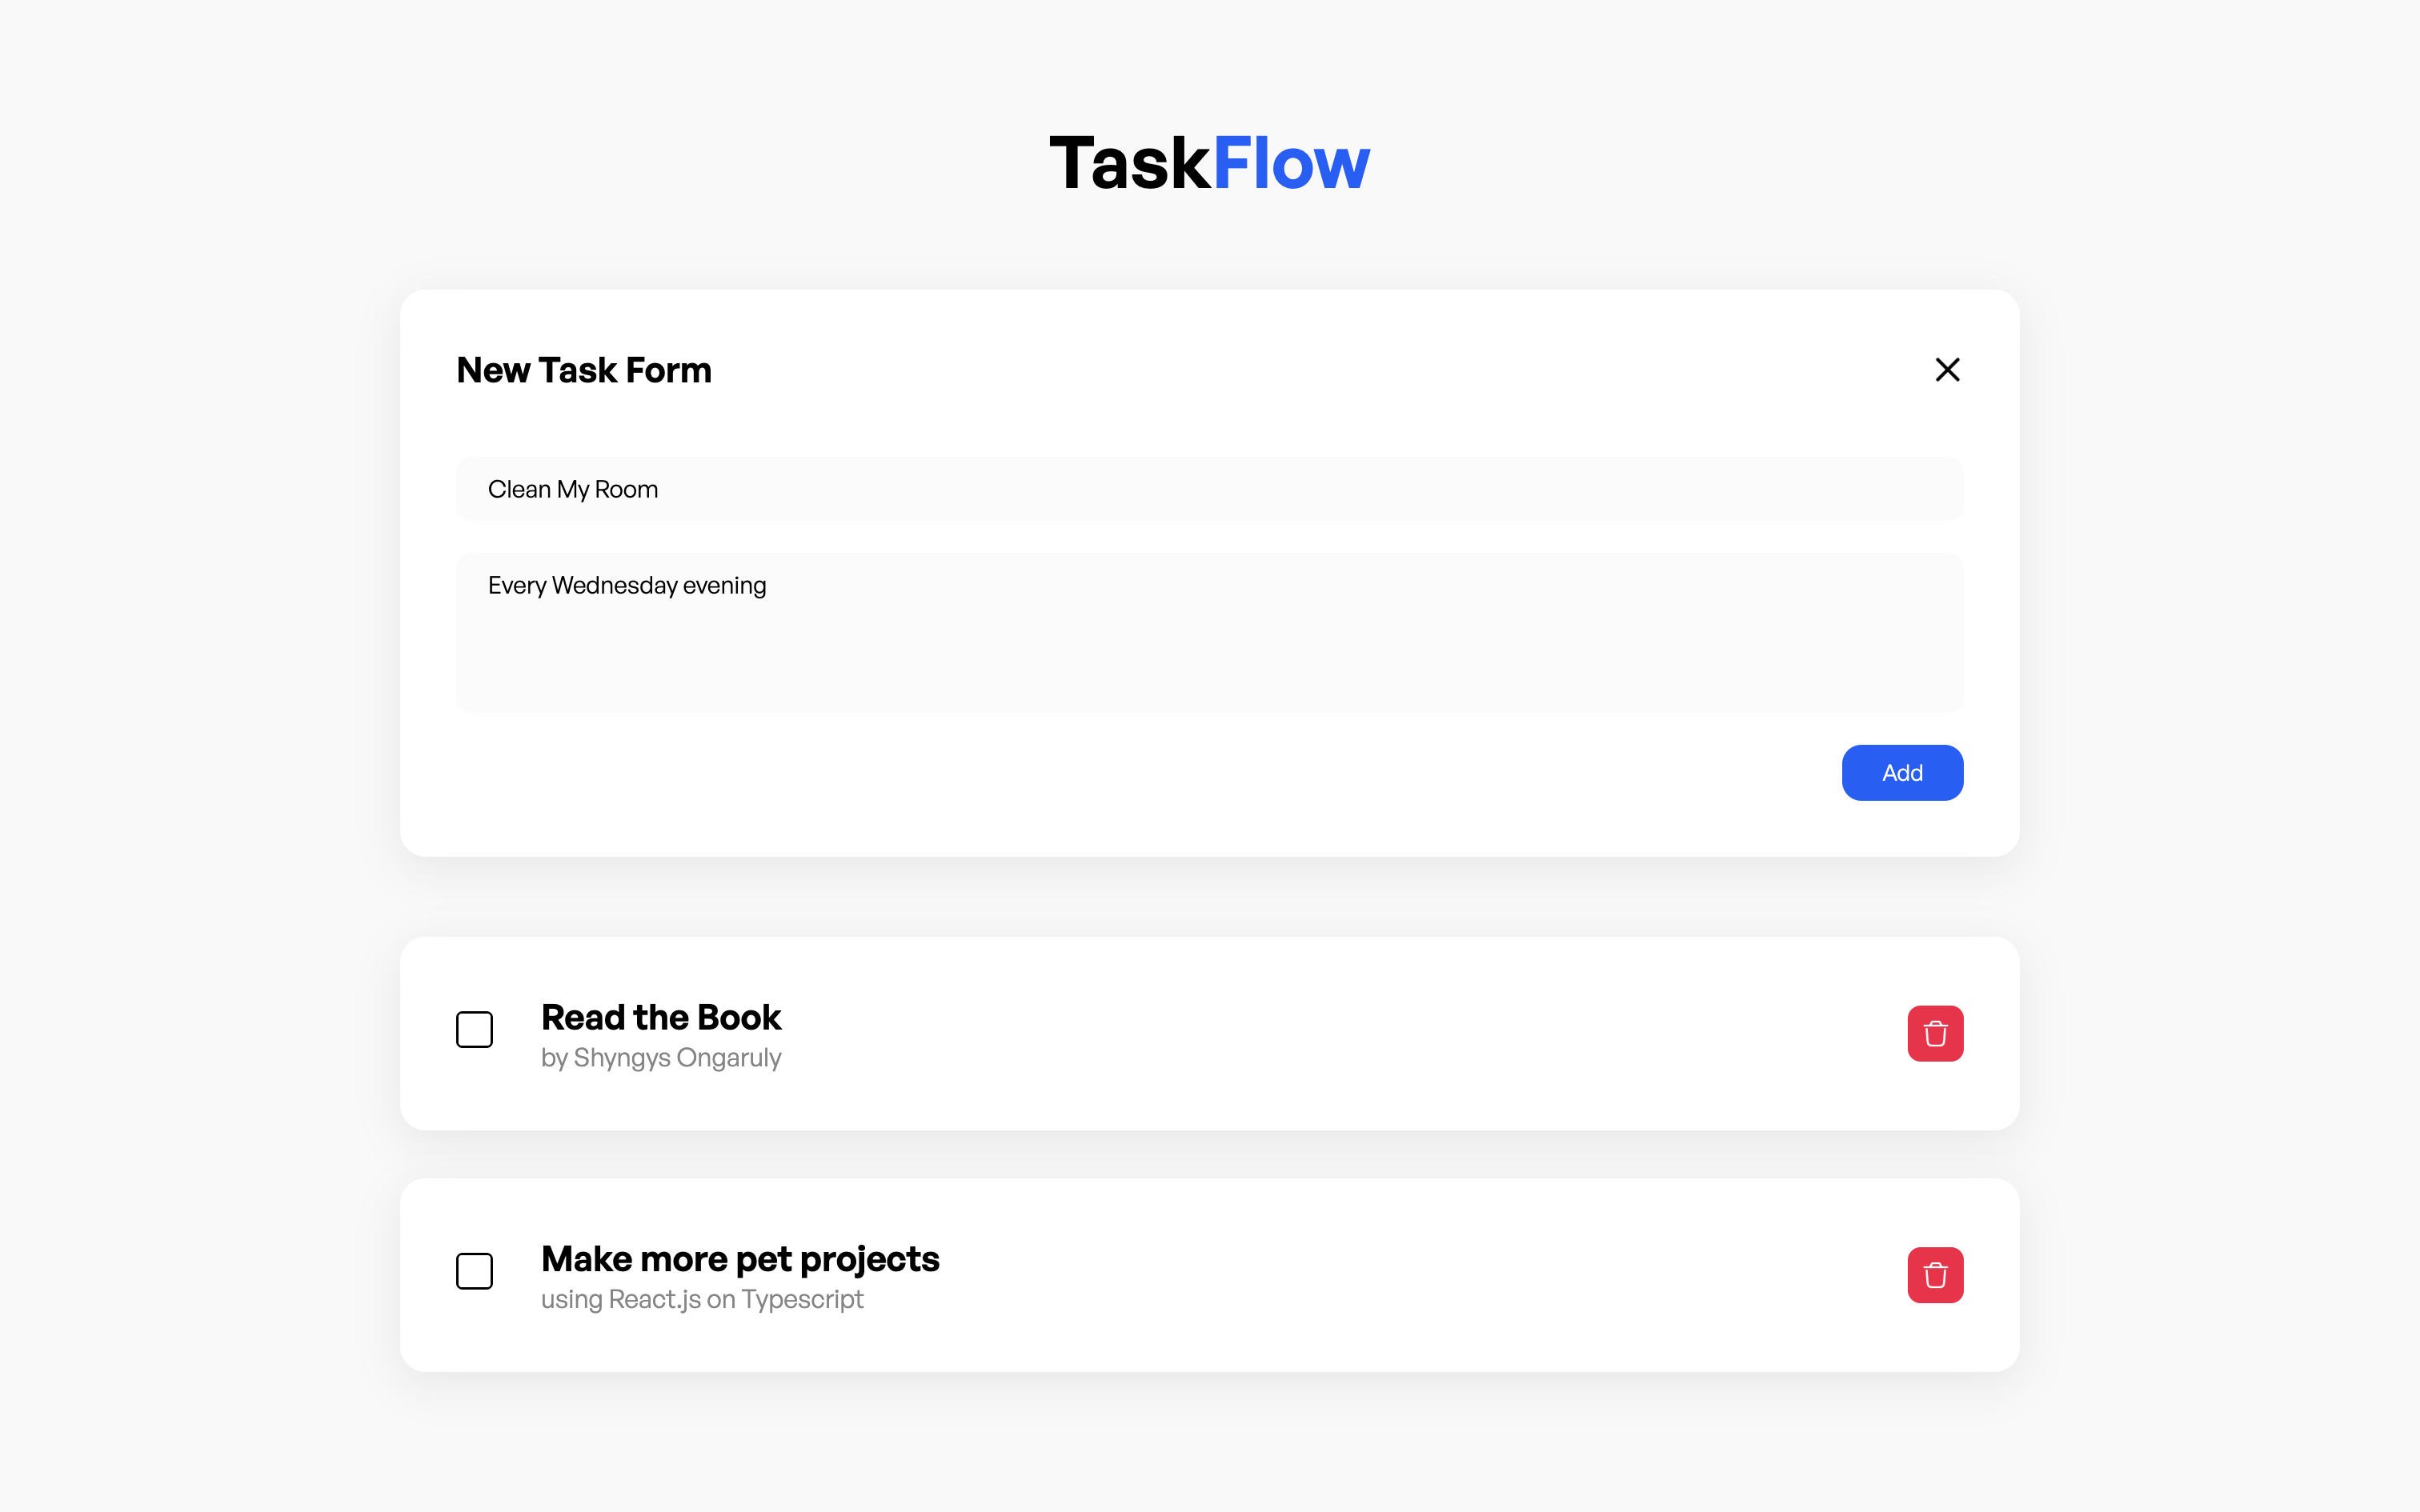 TaskFlow
New Task Form
Clean My Room
Every Wednesday evening
Add
Read the Book
by Shyngys Ongaruly
Make more pet projects
using React.js on Typescript